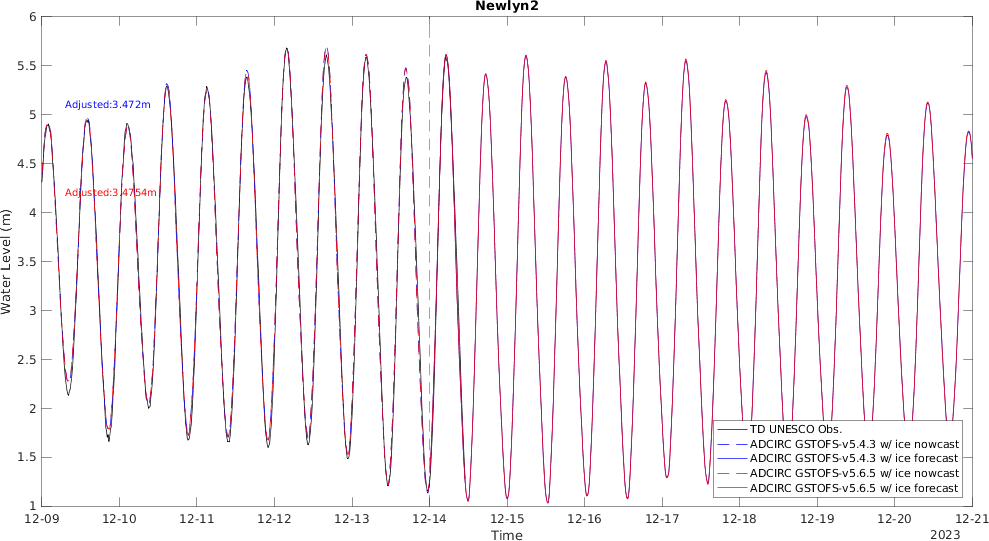 Newlyn2
6
5.5
5
4.5
4
3.5
3
2.5
2
1.5
1
Water Level (m)
Adjusted:3.472m
Adjusted:3.4754m
TD UNESCO Obs.
ADCIRC GSTOFS-v5.4.3 w/ ice nowcast
ADCIRC GSTOFS-v5.4.3 w/ ice forecast
ADCIRC GSTOFS-v5.6.5 w/ ice nowcast
ADCIRC GSTOFS-v5.6.5 w/ ice forecast
12-09 12-10 12-11 12-12 12-13 12-14 12-15 12-16 12-17 12-18 12-19 12-20 12-21
Time
2023